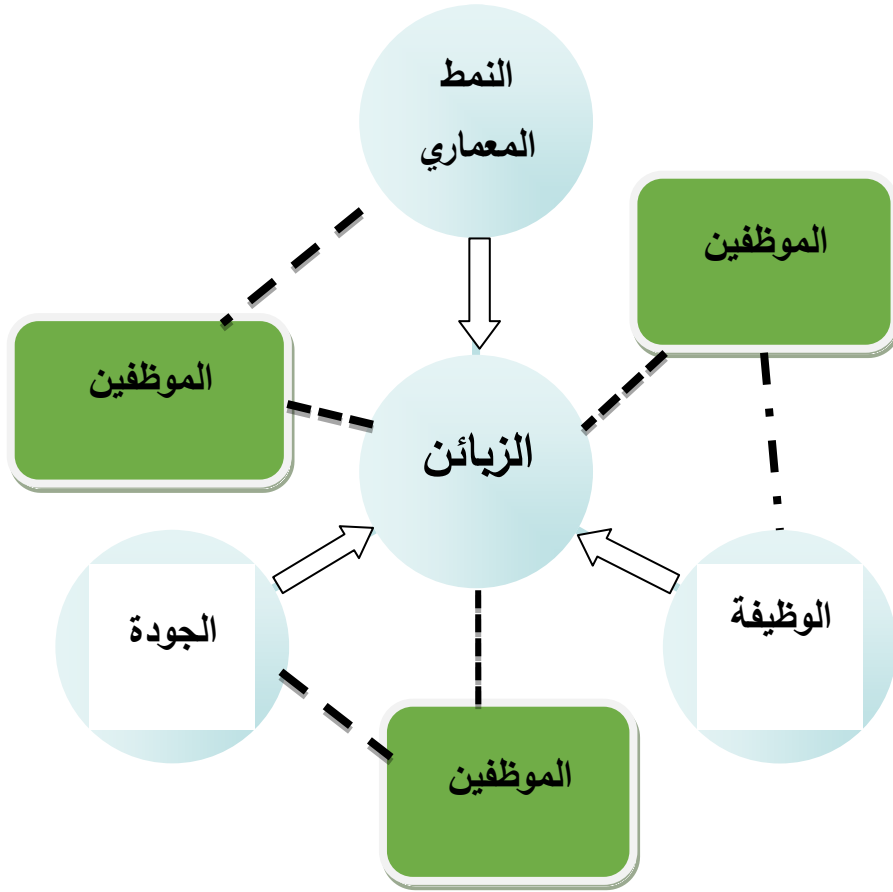 النمط
المعماري
الموظفين
الموظفين
الزبائن
الوظيفة
الجودة
الموظفين